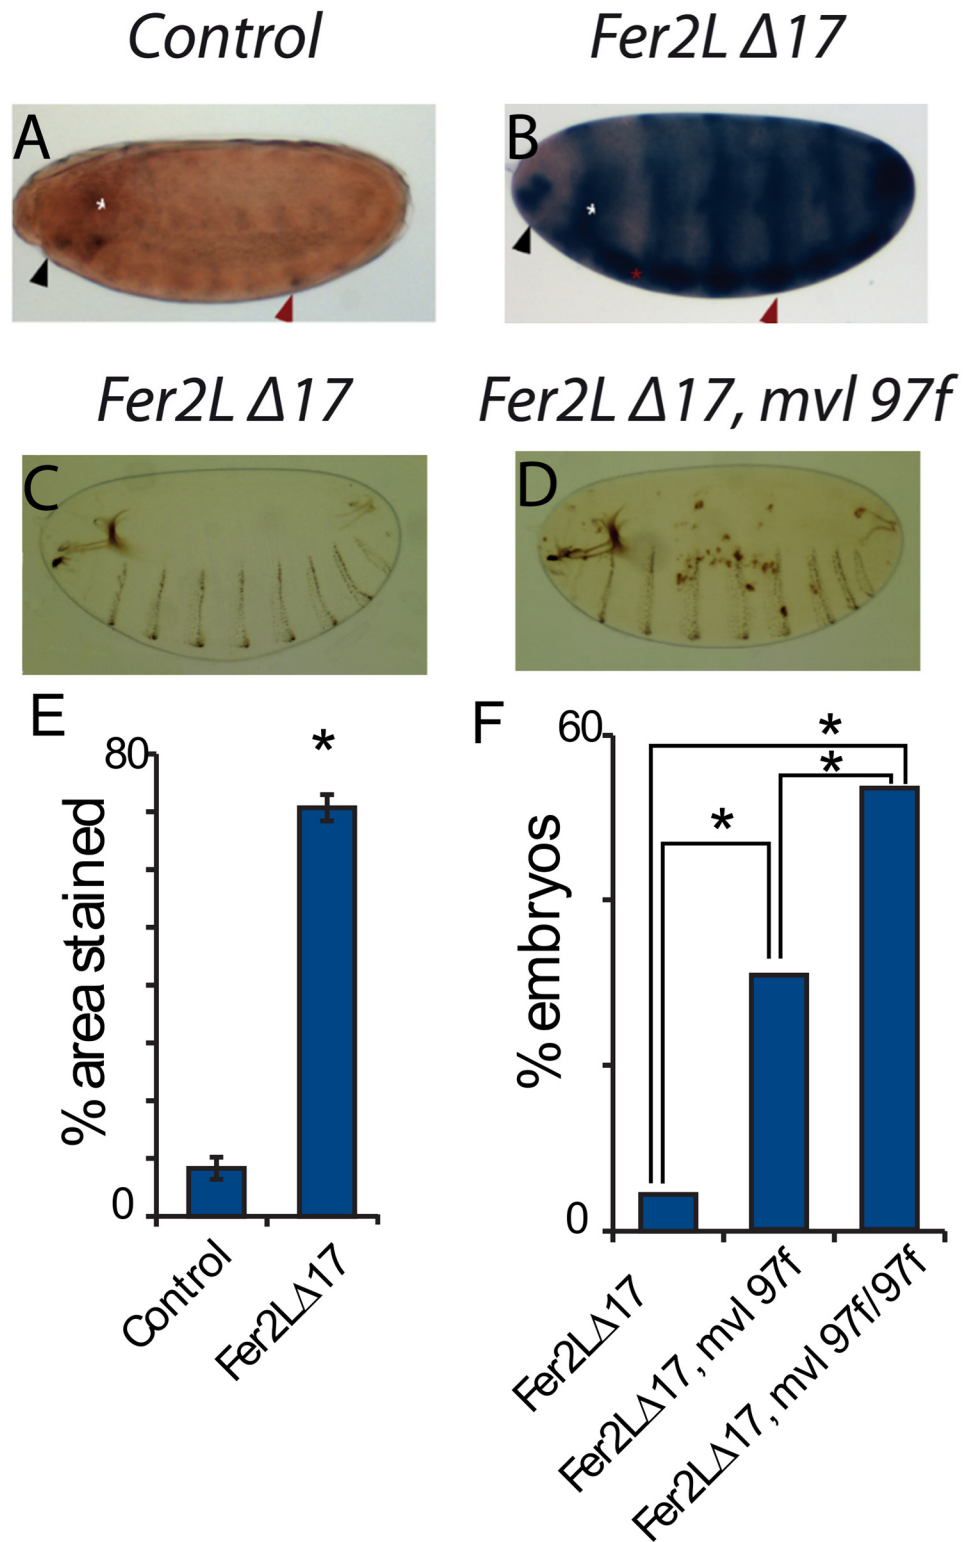 Control
Fer2L Δ17
A
B
Fer2L Δ17
Fer2L Δ17, mvl 97f
C
D
E
80
% area stained
0
*
Control
Fer2LΔ17
F
60
% embryos
0
*
*
*
Fer2LΔ17
Fer2LΔ17, mvl 97f
Fer2LΔ17, mvl 97f/97f